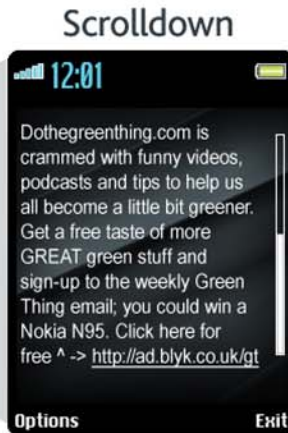 Scrolldown
12:01
Dothegreenthing.com is
crammed with funny videos,
podcasts and tips to help us
all become a little bit greener.
Get a free taste of more
GREAT green stuff and
sign-up to the weekly Green
Thing email; you could win a
Nokia N95. Click here for
free ^ -> http://ad.blyk.co.uk/gt
Options Exit